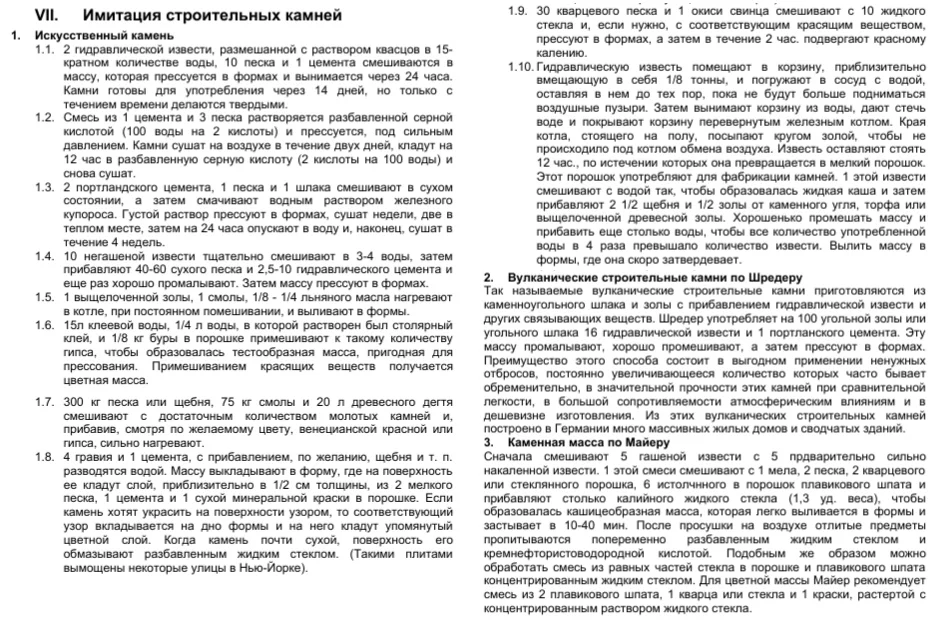 VII. Имитация строительных камней
1. Искусственный камень
1.1. 2 гидравлической извести, размешанной с раствором квасцов в 15-
кратном количестве воды, 10 песка и 1 цемента смешиваются в
массу, которая прессуется в формах и вынимается через 24 часа.
Камни готовы для употребления через 14 дней, но только с
течением времени делаются твердыми.
1.2. Смесь из 1 цемента и 3 песка растворяется разбавленной серной
кислотой (100 воды на 2 кислоты) и прессуется, под сильным
давлением. Камни сушат на воздухе в течение двух дней, кладут на
12 час в разбавленную серную кислоту (2 кислоты на 100 воды) и
снова сушат.
1.3. 2 портландского цемента, 1 песка и 1 шлака смешивают в сухом
состоянии, а затем смачивают водным раствором железного
купороса. Густой раствор прессуют в формах, сушат недели, две в
теплом месте, затем на 24 часа опускают в воду и, наконец, сушат в
течение 4 недель.
1.4. 10 негашеной извести тщательно смешивают в 3-4 воды, затем
прибавляют 40-60 сухого песка и 2,5-10 гидравлического цемента и
еще раз хорошо промалывают. Затем массу прессуют в формах.
1.5. 1 выщелоченной золы, 1 смолы, 1/8 - 1/4 льняного масла нагревают
в котле, при постоянном помешивании, и выливают в формы.
1.6. 15л клеевой воды, 1/4 л воды, в которой растворен был столярный
клей, и 1/8 кг буры в порошке примешивают к такому количеству
гипса, чтобы образовалась тестообразная масса, пригодная для
прессования. Примешиванием красящих веществ получается
цветная масса.
1.7. 300 кг песка или щебня, 75 кг смолы и 20 л древесного дегтя
смешивают с достаточным количеством молотых камней и,
прибавив, смотря по желаемому цвету, венецианской красной или
гипса, сильно нагревают.
1.8. 4 гравия и 1 цемента, с прибавлением, по желанию, щебня и т. п.
разводятся водой. Массу выкладывают в форму, где на поверхность
ее кладут слой, приблизительно в 1/2 см толщины, из 2 мелкого
песка, 1 цемента и 1 сухой минеральной краски в порошке. Если
камень хотят украсить на поверхности узором, то соответствующий
узор вкладывается на дно формы и на него кладут упомянутый
цветной слой. Когда камень почти сухой, поверхность его
обмазывают разбавленным жидким стеклом. (Такими плитами
вымощены некоторые улицы в Нью-Йорке).
1.9. 30 кварцевого песка и 1 окиси свинца смешивают с 10 жидкого
стекла и, если нужно, с соответствующим красящим веществом,
прессуют в формах, а затем в течение 2 час. подвергают красному
калению.
1.10. Гидравлическую известь помещают в корзину, приблизительно
вмещающую в себя 1/8 тонны, и погружают в сосуд с водой,
оставляя в нем до тех пор, пока не будут больше подниматься
воздушные пузыри. Затем вынимают корзину из воды, дают стечь
воде и покрывают корзину перевернутым железным котлом. Края
котла, стоящего на полу, посыпают кругом золой, чтобы не
происходило под котлом обмена воздуха. Известь оставляют стоять
12 час., по истечении которых она превращается в мелкий порошок.
Этот порошок употребляют для фабрикации камней. 1 этой извести
смешивают с водой так, чтобы образовалась жидкая каша и затем
прибавляют 2 1/2 щебня и 1/2 золы от каменного угля, торфа или
выщелоченной древесной золы. Хорошенько промешать массу и
прибавить еще столько воды, чтобы все количество употребленной
воды в 4 раза превышало количество извести. Вылить массу в
формы, где она скоро затвердевает.
2. Вулканические строительные камни по Шредеру
Так называемые вулканические строительные камни приготовляются из
каменноугольного шлака и золы с прибавлением гидравлической извести и
других связывающих веществ. Шредер употребляет на 100 угольной золы или
угольного шлака 16 гидравлической извести и 1 портланского цемента. Эту
массу промалывают, хорошо промешивают, а затем прессуют в формах.
Преимущество этого способа состоит в выгодном применении ненужных
отбросов, постоянно увеличивающееся количество которых часто бывает
обременительно, в значительной прочности этих камней при сравнительной
легкости, в большой сопротивляемости атмосферическим влияниям и в
дешевизне изготовления. Из этих вулканических строительных камней
построено в Германии много массивных жилых домов и сводчатых зданий.
3. Каменная масса по Майеру
Сначала смешивают 5 гашеной извести с 5 прдварительно сильно
накаленной извести. 1 этой смеси смешивают с 1 мела, 2 песка, 2 кварцевого
или стеклянного порошка, 6 истолчнного в порошок плавикового шпата и
прибавляют столько калийного жидкого стекла (1,3 уд. веса), чтобы
образовалась кашицеобразная масса, которая легко выливается в формы и
застывает в 10-40 мин. После просушки на воздухе отлитые предметы
пропитываются попеременно разбавленным жидким стеклом и
кремнефтористоводородной кислотой. Подобным же образом можно
обработать смесь из равных частей стекла в порошке и плавикового шпата
концентрированным жидким стеклом. Для цветной массы Майер рекомендует
смесь из 2 плавикового шпата, 1 кварца или стекла и 1 краски, растертой с
концентрированным раствором жидкого стекла.